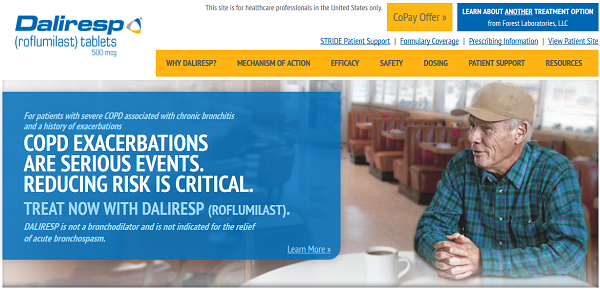 This site is for healthcare professionals in the United States only.
CoPay Offer »
LEARN ABOUT ANOTHER TREATMENT OPTION
from Forest Laboratories, LLC
Daliresp
(roflumilast) tablets
500 mcg
STRIDE Patient Support | Formulary Coverage | Prescribing Information | View Patient Site
WHY DALIRESP? MECHANISM OF ACTION EFFICACY SAFETY DOSING PATIENT SUPPORT RESOURCES
For patients with severe COPD associated with chronic bronchitis
and a history of exacerbations
COPD EXACERBATIONS
ARE SERIOUS EVENTS.
REDUCING RISK IS CRITICAL.
TREAT NOW WITH DALIRESP (ROFLUMILAST).
DALIRESP is not a bronchodilator and is not indicated for the relief
of acute bronchospasm.
Learn More »